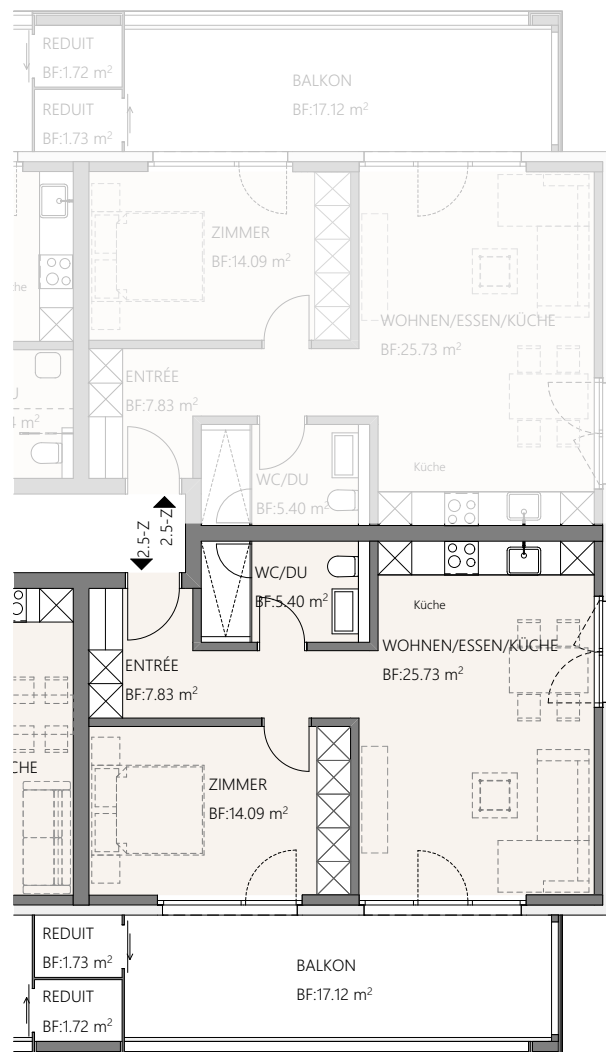 REDUIT
BF:1.72 m²
REDUIT
BF:1.73 m²
BALKON
BF:17.12 m²
ZIMMER
BF:14.09 m²
WOHNEN/ESSEN/KÜCHE
BF:25.73 m²
ENTRÉE
BF:7.83 m²
WC/DU
BF:5.40 m²
Küche
2.5-Z
2.5-Z
WC/DU
BF:5.40 m²
Küche
WOHNEN/ESSEN/KÜCHE
BF:25.73 m²
ENTRÉE
BF:7.83 m²
CHE
ZIMMER
BF:14.09 m²
REDUIT
BF:1.73 m²
BALKON
BF:17.12 m²
REDUIT
BF:1.72 m²